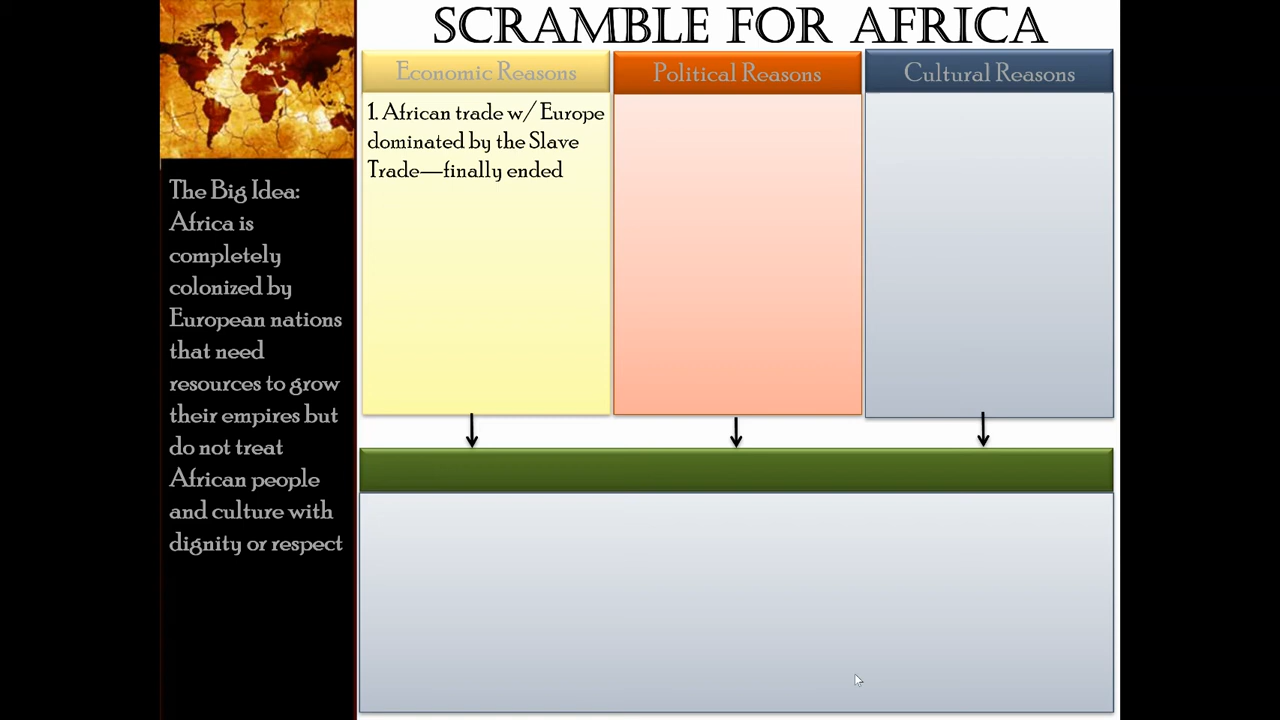 SCRAMBLE FOR AFRICA
Economic Reasons
Political Reasons
Cultural Reasons
1. African trade w/ Europe
dominated by the Slave
Trade—finally ended
The Big Idea:
Africa is
completely
colonized by
European nations
that need
resources to grow
their empires but
do not treat
African people
and culture with
dignity or respect